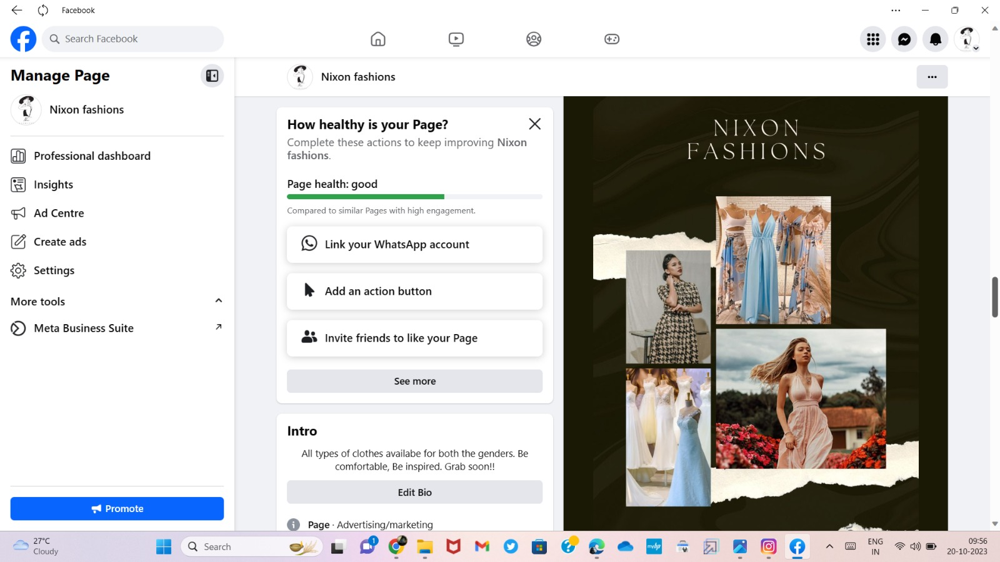 Facebook
Search Facebook
Manage Page
Nixon fashions
Professional dashboard
Insights
Ad Centre
Create ads
Settings
More tools
Meta Business Suite
Promote
Nixon fashions
How healthy is your Page?
Complete these actions to keep improving Nixon
fashions.
Page health: good
Compared to similar Pages with high engagement.
Link your WhatsApp account
Add an action button
Invite friends to like your Page
See more
Intro
All types of clothes availabe for both the genders. Be
comfortable, Be inspired. Grab soon!!
Edit Bio
Page · Advertising/marketing
NIXON
FASHIONS
27°C
Cloudy
Search
1
myhp
ENG
IN
09:56
20-10-2023